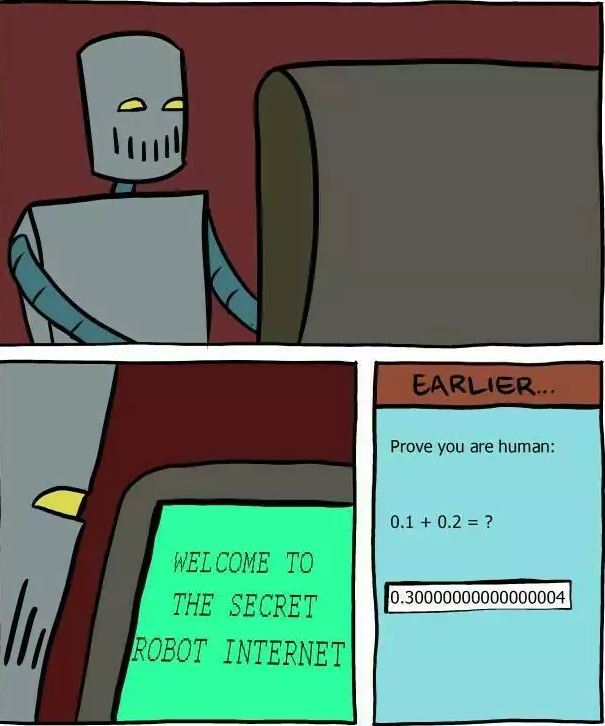 WELCOME TO
THE SECRET
ROBOT INTERNET
EARLIER...
Prove you are human:
0.1 + 0.2 = ?
0.30000000000000004